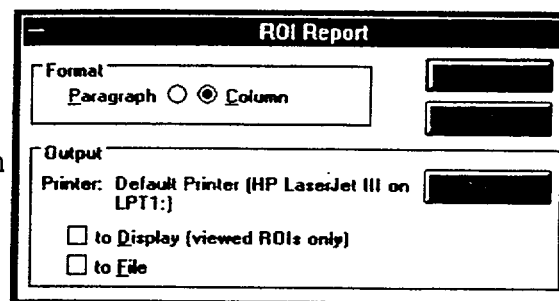 ROI Report
Format
Paragraph Column
Output
Printer: Default Printer (HP LaserJet III on
LPT1:)
to Display (viewed ROIs only)
to File